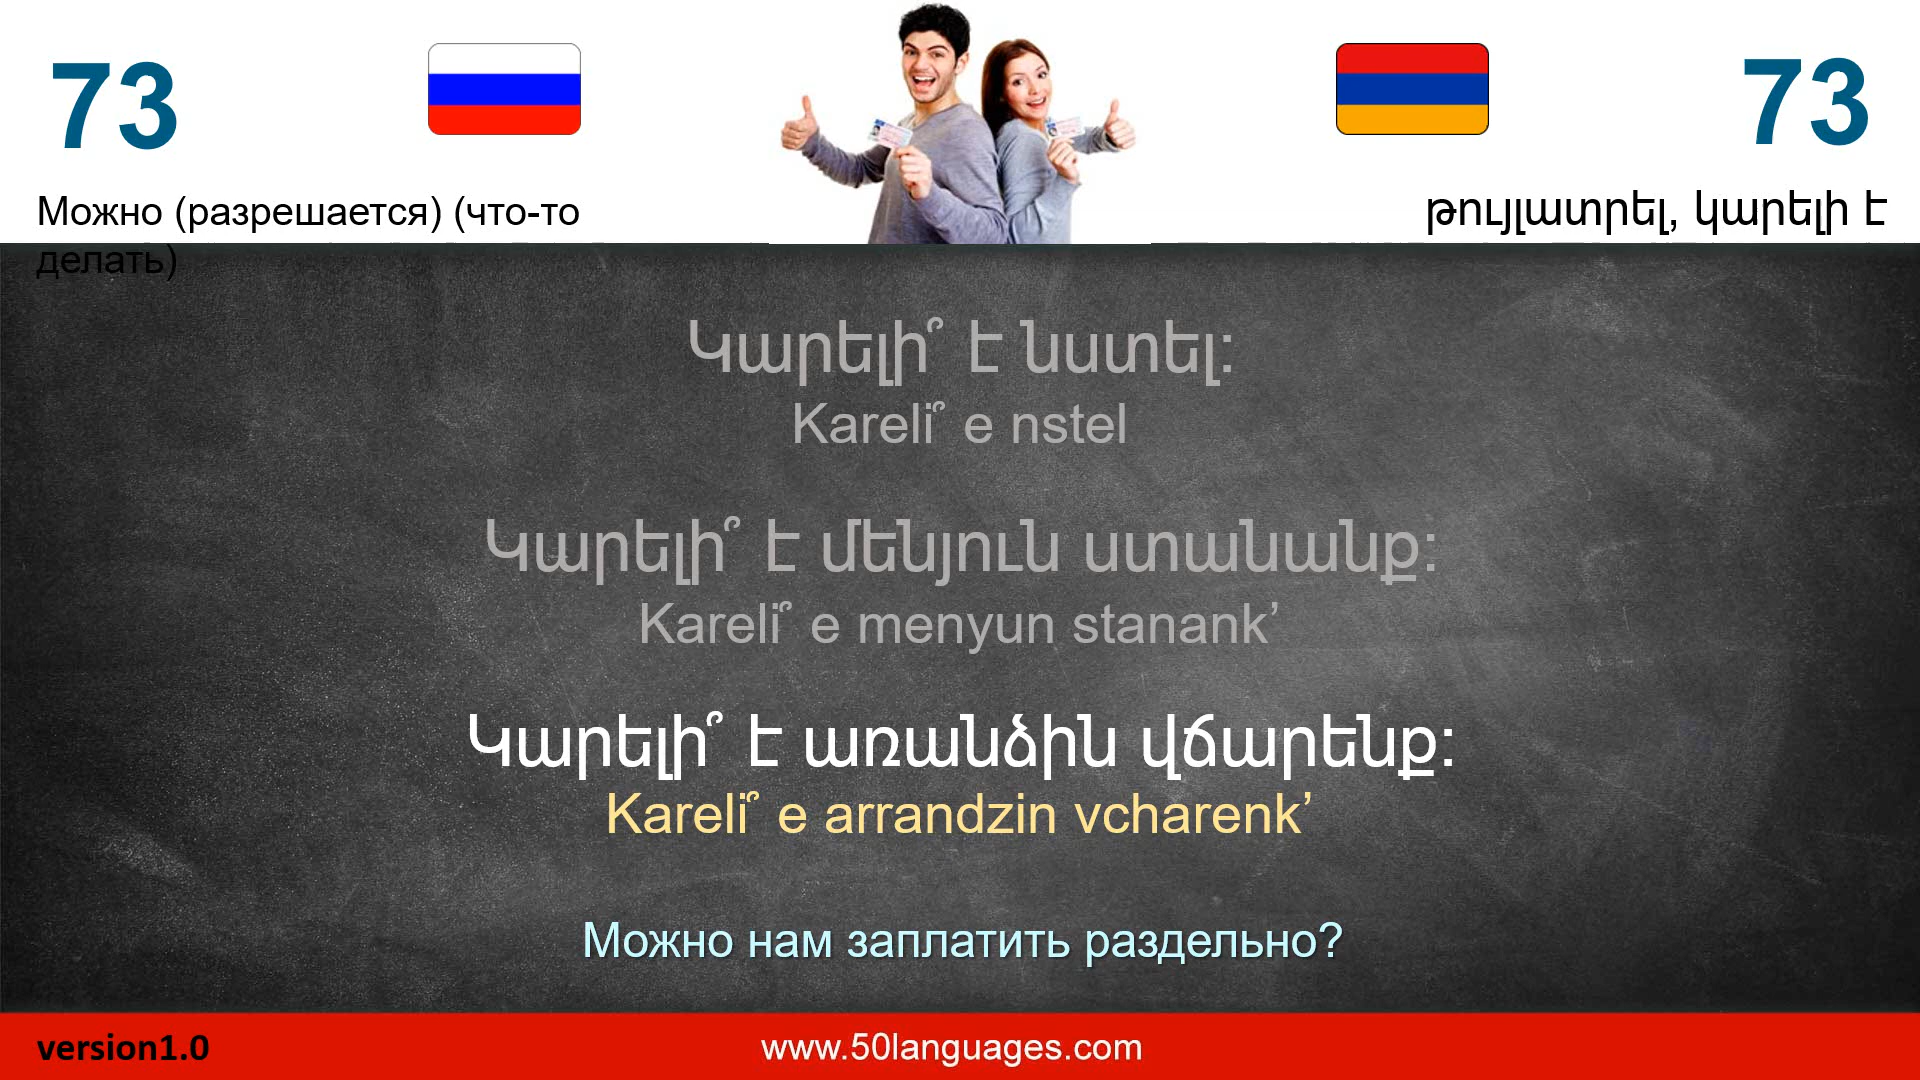 73
73
Можно (разрешается) (что-то
делать)
թույլատրել, կարելի է
Կարելի՞ է նստել:
Kareli՞ e nstel
Կարելի՞ է մենյուն ստանանք:
Kareli՞ e menyun stanank’
Կարելի՞ է առանձին վճարենք:
Kareli՞ e arrandzin vcharenk’
Можно нам заплатить раздельно?
version1.0
www.50languages.com